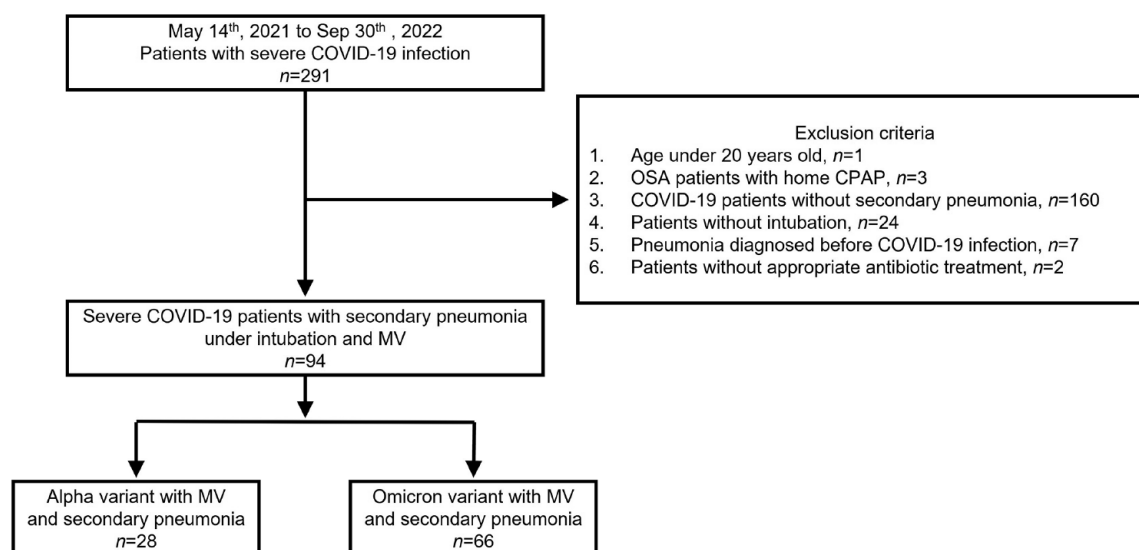 May 14th, 2021 to Sep 30th , 2022
Patients with severe COVID-19 infection
n=291
Exclusion criteria
1. Age under 20 years old, n=1
2. OSA patients with home CPAP, n=3
3. COVID-19 patients without secondary pneumonia, n=160
4. Patients without intubation, n=24
5. Pneumonia diagnosed before COVID-19 infection, n=7
6. Patients without appropriate antibiotic treatment, n=2
Severe COVID-19 patients with secondary pneumonia
under intubation and MV
n=94
Alpha variant with MV
and secondary pneumonia
n=28
Omicron variant with MV
and secondary pneumonia
n=66